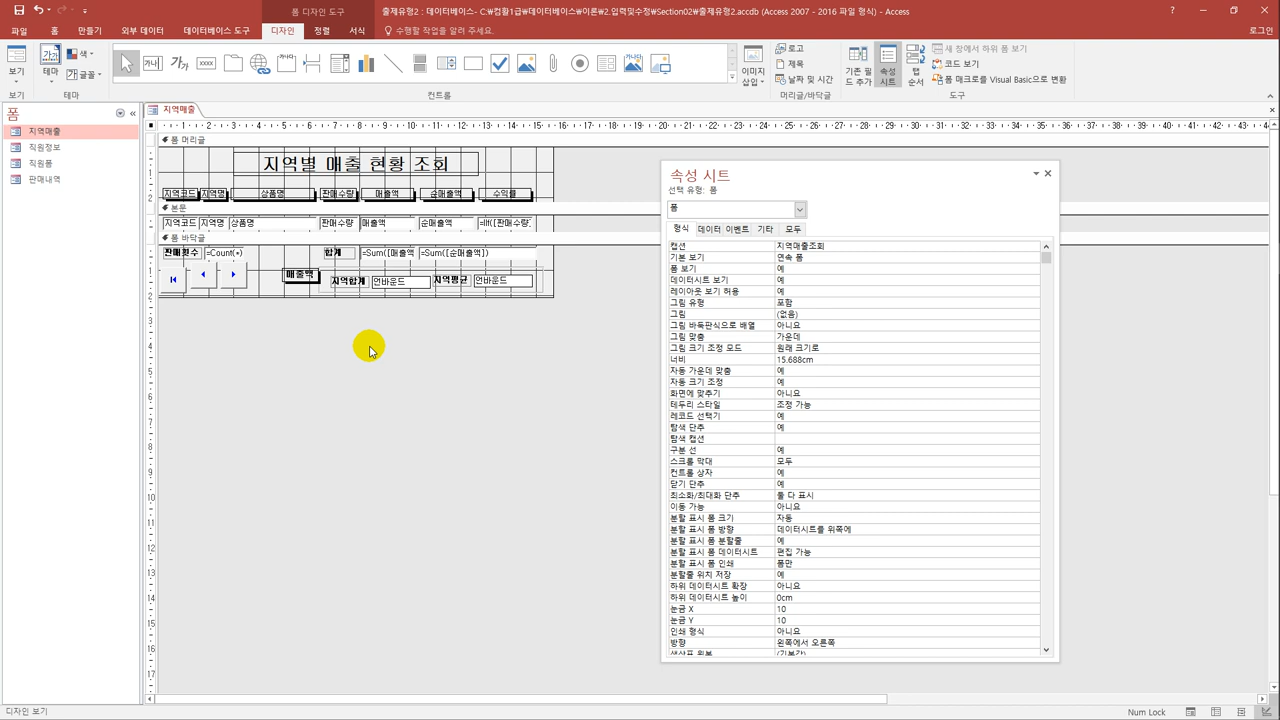 폼 디자인 도구
출제유형2 : 데이터베이스- C:₩컴활1급₩데이터베이스₩이론₩2.입력및수정₩Section02₩출제유형2.accdb (Access 2007 - 2016 파일 형식) - Access
파일 홈 만들기 외부 데이터 데이터베이스 도구 디자인 정렬 서식 수행할 작업을 알려 주세요. 로그인
보기 테마 색 글꼴
이미지 삽입 로고 제목 날짜 및 시간
기존 필드 추가 속성 시트 탭 순서
새 창에서 하위 폼 보기
코드 보기
폼 매크로를 Visual Basic으로 변환
보기 테마 컨트롤 머리글/바닥글 도구
폼
지역매출
직원정보
직원폼
판매내역
지역매출
폼 머리글
지역별 매출 현황 조회
지역코드 지역명 상품명 판매수량 매출액 순매출액 수익률
본문
지역코드 지역명 상품명 판매수량 매출액 순매출액 =IIf([판매수량]
폼 바닥글
판매횟수 =Count(*) 합계 =Sum([매출액 =Sum([순매출액])
매출액 지역합계 언바운드 지역평균 언바운드
속성 시트
선택 유형: 폼
폼
형식 데이터 이벤트 기타 모두
캡션 지역매출조회
기본 보기 연속 폼
폼 보기 예
데이터시트 보기 예
레이아웃 보기 허용 예
그림 유형 포함
그림 (없음)
그림 바둑판식으로 배열 아니요
그림 맞춤 가운데
그림 크기 조정 모드 원래 크기로
너비 15.688cm
자동 가운데 맞춤 예
자동 크기 조정 예
화면에 맞추기 아니요
테두리 스타일 조정 가능
레코드 선택기 예
탐색 단추 예
탐색 캡션
구분 선 예
스크롤 막대 모두
컨트롤 상자 예
닫기 단추 예
최소화/최대화 단추 둘 다 표시
이동 가능 아니요
분할 표시 폼 크기 자동
분할 표시 폼 방향 데이터시트를 위쪽에
분할 표시 폼 분할줄 예
분할 표시 폼 데이터시트 편집 가능
분할 표시 폼 인쇄 폼만
분할줄 위치 저장 예
하위 데이터시트 확장 아니요
하위 데이터시트 높이 0cm
눈금 X 10
눈금 Y 10
인쇄 형식 아니요
방향 왼쪽에서 오른쪽
색상표 원본 (기본값)
디자인 보기 Num Lock